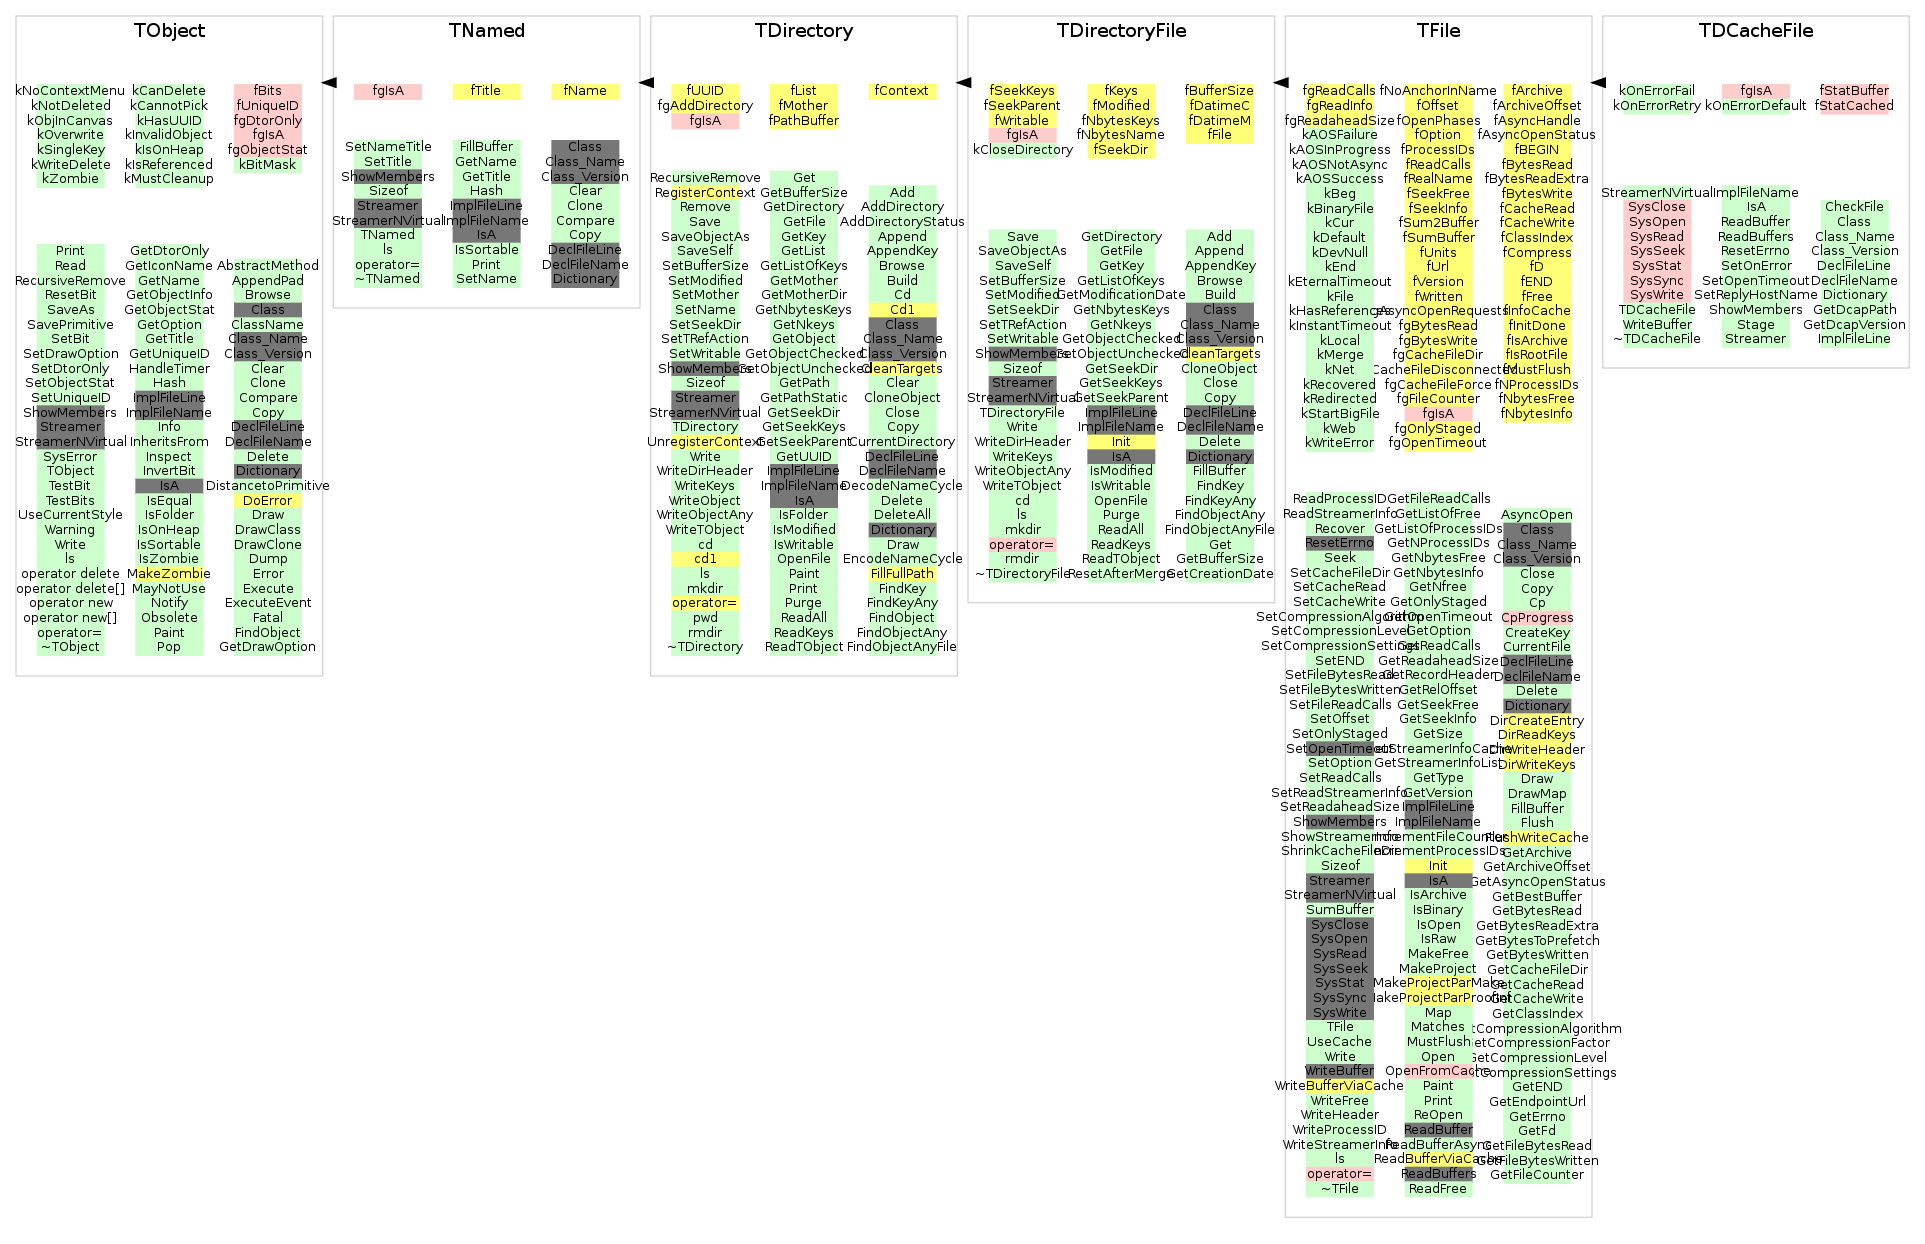 TObject
kNoContextMenu
kNotDeleted
kObjInCanvas
kOverwrite
kSingleKey
kWriteDelete
kZombie
kCanDelete
kCannotPick
kHasUUID
kInvalidObject
kIsOnHeap
kIsReferenced
kMustCleanup
fBits
fUniqueID
fgDtorOnly
fgIsA
fgObjectStat
kBitMask
Print
Read
RecursiveRemove
ResetBit
SaveAs
SavePrimitive
SetBit
SetDrawOption
SetDtorOnly
SetObjectStat
SetUniqueID
ShowMembers
Streamer
StreamerNVirtual
SysError
TObject
TestBit
TestBits
UseCurrentStyle
Warning
Write
ls
operator delete
operator delete[]
operator new
operator new[]
operator=
~TObject
GetDtorOnly
GetIconName
GetName
GetObjectInfo
GetObjectStat
GetOption
GetTitle
GetUniqueID
HandleTimer
Hash
ImplFileLine
ImplFileName
Info
InheritsFrom
Inspect
InvertBit
IsA
IsEqual
IsFolder
IsOnHeap
IsSortable
IsZombie
MakeZombie
MayNotUse
Notify
Obsolete
Paint
Pop
AbstractMethod
AppendPad
Browse
Class
ClassName
Class_Name
Class_Version
Clear
Clone
Compare
Copy
DeclFileLine
DeclFileName
Delete
Dictionary
DistancetoPrimitive
DoError
Draw
DrawClass
DrawClone
Dump
Error
Execute
ExecuteEvent
Fatal
FindObject
GetDrawOption
TNamed
fgIsA
fTitle
fName
SetNameTitle
SetTitle
ShowMembers
Sizeof
Streamer
StreamerNVirtual
TNamed
ls
operator=
~TNamed
FillBuffer
GetName
GetTitle
Hash
ImplFileLine
ImplFileName
IsA
IsSortable
Print
SetName
Class
Class_Name
Class_Version
Clear
Clone
Compare
Copy
DeclFileLine
DeclFileName
Dictionary
TDirectory
fUUID
fgAddDirectory
fgIsA
fList
fMother
fPathBuffer
fContext
RecursiveRemove
RegisterContext
Remove
Save
SaveObjectAs
SaveSelf
SetBufferSize
SetModified
SetMother
SetName
SetSeekDir
SetTRefAction
SetWritable
ShowMembers
Sizeof
Streamer
StreamerNVirtual
TDirectory
UnregisterContext
Write
WriteDirHeader
WriteKeys
WriteObject
WriteObjectAny
WriteTObject
cd
cd1
ls
mkdir
operator=
pwd
rmdir
~TDirectory
Get
GetBufferSize
GetDirectory
GetFile
GetKey
GetList
GetListOfKeys
GetMother
GetMotherDir
GetNbytesKeys
GetNkeys
GetObject
GetObjectChecked
GetObjectUnchecked
GetPath
GetPathStatic
GetSeekDir
GetSeekKeys
GetSeekParent
GetUUID
ImplFileLine
ImplFileName
IsA
IsFolder
IsModified
IsWritable
OpenFile
Paint
Print
Purge
ReadAll
ReadKeys
ReadTObject
Add
AddDirectory
AddDirectoryStatus
Append
AppendKey
Browse
Build
Cd
Cd1
Class
Class_Name
Class_Version
CleanTargets
Clear
CloneObject
Close
Copy
CurrentDirectory
DeclFileLine
DeclFileName
DecodeNameCycle
Delete
DeleteAll
Dictionary
Draw
EncodeNameCycle
FillFullPath
FindKey
FindKeyAny
FindObject
FindObjectAny
FindObjectAnyFile
TDirectoryFile
fSeekKeys
fSeekParent
fWritable
fgIsA
kCloseDirectory
fKeys
fModified
fNbytesKeys
fNbytesName
fSeekDir
fBufferSize
fDatimeC
fDatimeM
fFile
Save
SaveObjectAs
SaveSelf
SetBufferSize
SetModified
SetSeekDir
SetTRefAction
SetWritable
ShowMembers
Sizeof
Streamer
StreamerNVirtual
TDirectoryFile
Write
WriteDirHeader
WriteKeys
WriteObjectAny
WriteTObject
cd
ls
mkdir
operator=
rmdir
~TDirectoryFile
GetDirectory
GetFile
GetKey
GetListOfKeys
GetModificationDate
GetNbytesKeys
GetNkeys
GetObjectChecked
GetObjectUnchecked
GetSeekDir
GetSeekKeys
GetSeekParent
ImplFileLine
ImplFileName
Init
IsA
IsModified
IsWritable
OpenFile
Purge
ReadAll
ReadKeys
ReadTObject
ResetAfterMerge
Add
Append
AppendKey
Browse
Build
Class
Class_Name
Class_Version
CleanTargets
CloneObject
Close
Copy
DeclFileLine
DeclFileName
Delete
Dictionary
FillBuffer
FindKey
FindKeyAny
FindObjectAny
FindObjectAnyFile
Get
GetBufferSize
GetCreationDate
TFile
fgReadCalls
fgReadInfo
fgReadaheadSize
kAOSFailure
kAOSInProgress
kAOSNotAsync
kAOSSuccess
kBeg
kBinaryFile
kCur
kDefault
kDevNull
kEnd
kEternalTimeout
kFile
kHasReferences
kInstantTimeout
kLocal
kMerge
kNet
kRecovered
kRedirected
kStartBigFile
kWeb
kWriteError
fNoAnchorInName
fOffset
fOpenPhases
fOption
fProcessIDs
fReadCalls
fRealName
fSeekFree
fSeekInfo
fSum2Buffer
fSumBuffer
fUnits
fUrl
fVersion
fWritten
fgAsyncOpenRequests
fgBytesRead
fgBytesWrite
fgCacheFileDir
fgCacheFileDisconnected
fgCacheFileForce
fgFileCounter
fgIsA
fgOnlyStaged
fgOpenTimeout
fArchive
fArchiveOffset
fAsyncHandle
fAsyncOpenStatus
fBEGIN
fBytesRead
fBytesReadExtra
fBytesWrite
fCacheRead
fCacheWrite
fClassIndex
fCompress
fD
fEND
fFree
fInfoCache
fInitDone
fIsArchive
fIsRootFile
fMustFlush
fNProcessIDs
fNbytesFree
fNbytesInfo
ReadProcessID
ReadStreamerInfo
Recover
ResetErrno
Seek
SetCacheFileDir
SetCacheRead
SetCacheWrite
SetCompressionAlgorithm
SetCompressionLevel
SetCompressionSettings
SetEND
SetFileBytesRead
SetFileBytesWritten
SetFileReadCalls
SetOffset
SetOnlyStaged
SetOpenTimeout
SetOption
SetReadCalls
SetReadStreamerInfo
SetReadaheadSize
ShowMembers
ShowStreamerInfo
ShrinkCacheFileDir
Sizeof
Streamer
StreamerNVirtual
SumBuffer
SysClose
SysOpen
SysRead
SysSeek
SysStat
SysSync
SysWrite
TFile
UseCache
Write
WriteBuffer
WriteBufferViaCache
WriteFree
WriteHeader
WriteProcessID
WriteStreamerInfo
ls
operator=
~TFile
GetFileReadCalls
GetListOfFree
GetListOfProcessIDs
GetNProcessIDs
GetNbytesFree
GetNbytesInfo
GetNfree
GetOnlyStaged
GetOpenTimeout
GetOption
GetReadCalls
GetReadaheadSize
GetRecordHeader
GetRelOffset
GetSeekFree
GetSeekInfo
GetSize
GetStreamerInfoCache
GetStreamerInfoList
GetType
GetVersion
ImplFileLine
ImplFileName
IncrementFileCounter
IncrementProcessIDs
Init
IsA
IsArchive
IsBinary
IsOpen
IsRaw
MakeFree
MakeProject
MakeProjectParMake
MakeProjectParProofInf
Map
Matches
MustFlush
Open
OpenFromCache
Paint
Print
ReOpen
ReadBuffer
ReadBufferAsync
ReadBufferViaCache
ReadBuffers
ReadFree
AsyncOpen
Class
Class_Name
Class_Version
Close
Copy
Cp
CpProgress
CreateKey
CurrentFile
DeclFileLine
DeclFileName
Delete
Dictionary
DirCreateEntry
DirReadKeys
DirWriteHeader
DirWriteKeys
Draw
DrawMap
FillBuffer
Flush
FlushWriteCache
GetArchive
GetArchiveOffset
GetAsyncOpenStatus
GetBestBuffer
GetBytesRead
GetBytesReadExtra
GetBytesToPrefetch
GetBytesWritten
GetCacheFileDir
GetCacheRead
GetCacheWrite
GetClassIndex
GetCompressionAlgorithm
GetCompressionFactor
GetCompressionLevel
GetCompressionSettings
GetEND
GetEndpointUrl
GetErrno
GetFd
GetFileBytesRead
GetFileBytesWritten
GetFileCounter
TDCacheFile
kOnErrorFail
kOnErrorRetry
fgIsA
kOnErrorDefault
fStatBuffer
fStatCached
StreamerNVirtual
SysClose
SysOpen
SysRead
SysSeek
SysStat
SysSync
SysWrite
TDCacheFile
WriteBuffer
~TDCacheFile
ImplFileName
IsA
ReadBuffer
ReadBuffers
ResetErrno
SetOnError
SetOpenTimeout
SetReplyHostName
ShowMembers
Stage
Streamer
CheckFile
Class
Class_Name
Class_Version
DeclFileLine
DeclFileName
Dictionary
GetDcapPath
GetDcapVersion
ImplFileLine